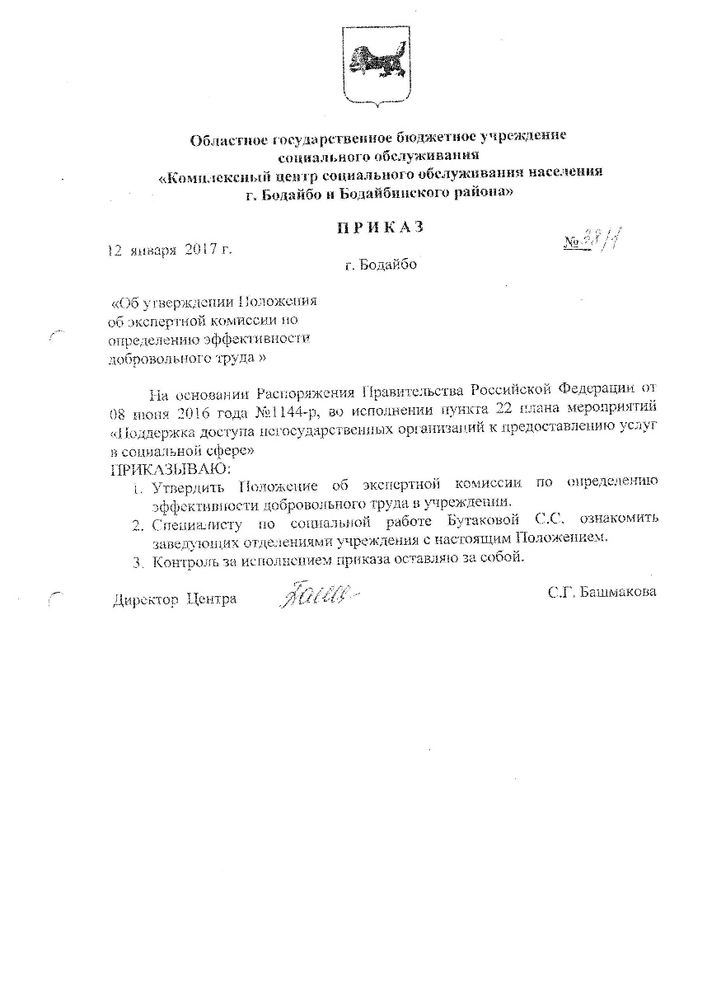 Областное государственное бюджетное учреждение
социального обслуживания
«Комплексный центр социального обслуживания населения
г. Бодайбо и Бодайбинского района»
П Р И К А З
12 января 2017 г.
№ 38/1
г. Бодайбо
«Об утверждении Положения
об экспертной комиссии по
определению эффективности
добровольного труда »
На основании Распоряжения Правительства Российской Федерации от
08 июня 2016 года №1144-р, во исполнении пункта 22 плана мероприятий
«Поддержка доступа негосударственных организаций к предоставлению услуг
в социальной сфере»
ПРИКАЗЫВАЮ:
1. Утвердить Положение об экспертной комиссии по определению
эффективности добровольного труда в учреждении.
2. Специалисту по социальной работе Бутаковой С.С. ознакомить
заведующих отделениями учреждения с настоящим Положением.
3. Контроль за исполнением приказа оставляю за собой.
Директор Центра
С.Г. Башмакова